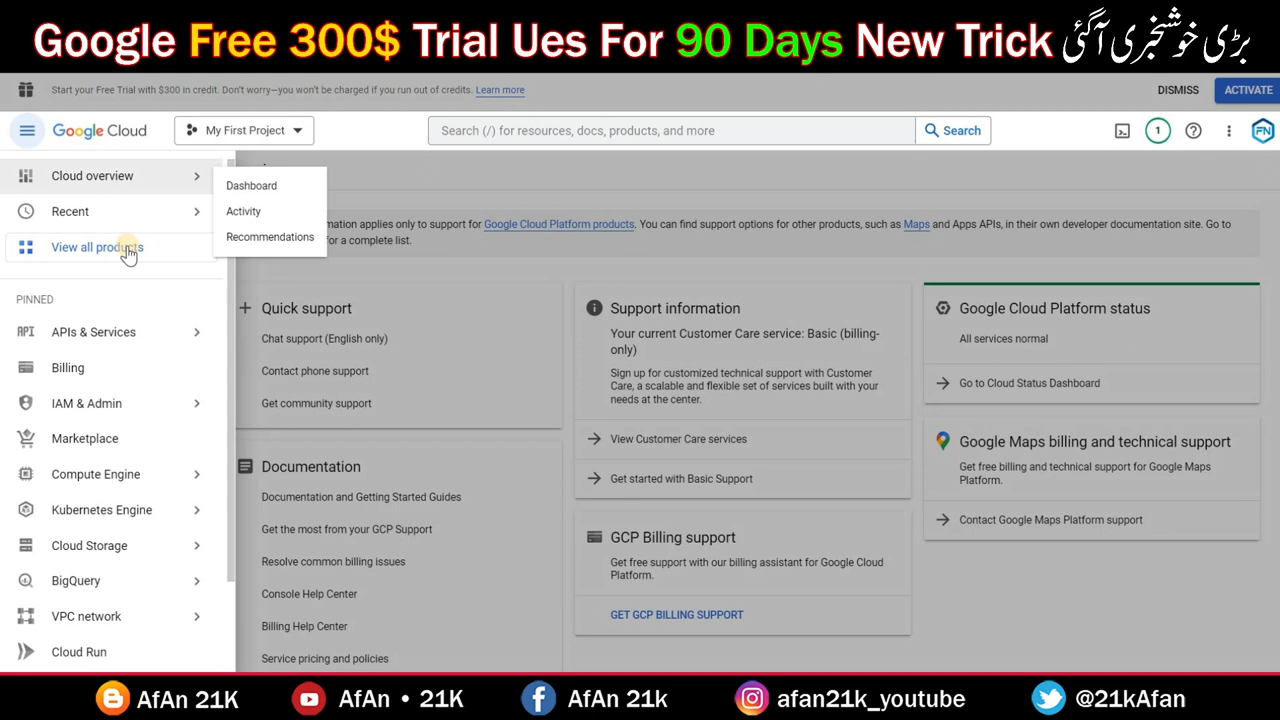 Google Free 300$ Trial Ues For 90 Days New Trick بڑی خوشخبری آگئی
Start your Free Trial with $300 in credit. Don't worry—you won't be charged if you run out of credits. Learn more
DISMISS
ACTIVATE
Google Cloud
My First Project
Search (/) for resources, docs, products, and more
Search
1
FN
Cloud overview
Recent
View all products
Dashboard
Activity
Recommendations
PINNED
API APIs & Services
Billing
IAM & Admin
Marketplace
Compute Engine
Kubernetes Engine
Cloud Storage
BigQuery
VPC network
Cloud Run
mation applies only to support for Google Cloud Platform products. You can find support options for other products, such as Maps and Apps APIs, in their own developer documentation site. Go to
for a complete list.
Quick support
Chat support (English only)
Contact phone support
Get community support
Documentation
Documentation and Getting Started Guides
Get the most from your GCP Support
Resolve common billing issues
Console Help Center
Billing Help Center
Service pricing and policies
Support information
Your current Customer Care service: Basic (billing-
only)
Sign up for customized technical support with Customer
Care, a scalable and flexible set of services built with your
needs at the center.
View Customer Care services
Get started with Basic Support
GCP Billing support
Get free support with our billing assistant for Google Cloud
Platform.
GET GCP BILLING SUPPORT
Google Cloud Platform status
All services normal
Go to Cloud Status Dashboard
Google Maps billing and technical support
Get free billing and technical support for Google Maps
Platform.
Contact Google Maps Platform support
AfAn 21K
AfAn • 21K
AfAn 21k
afan21k_youtube
@21kAfan